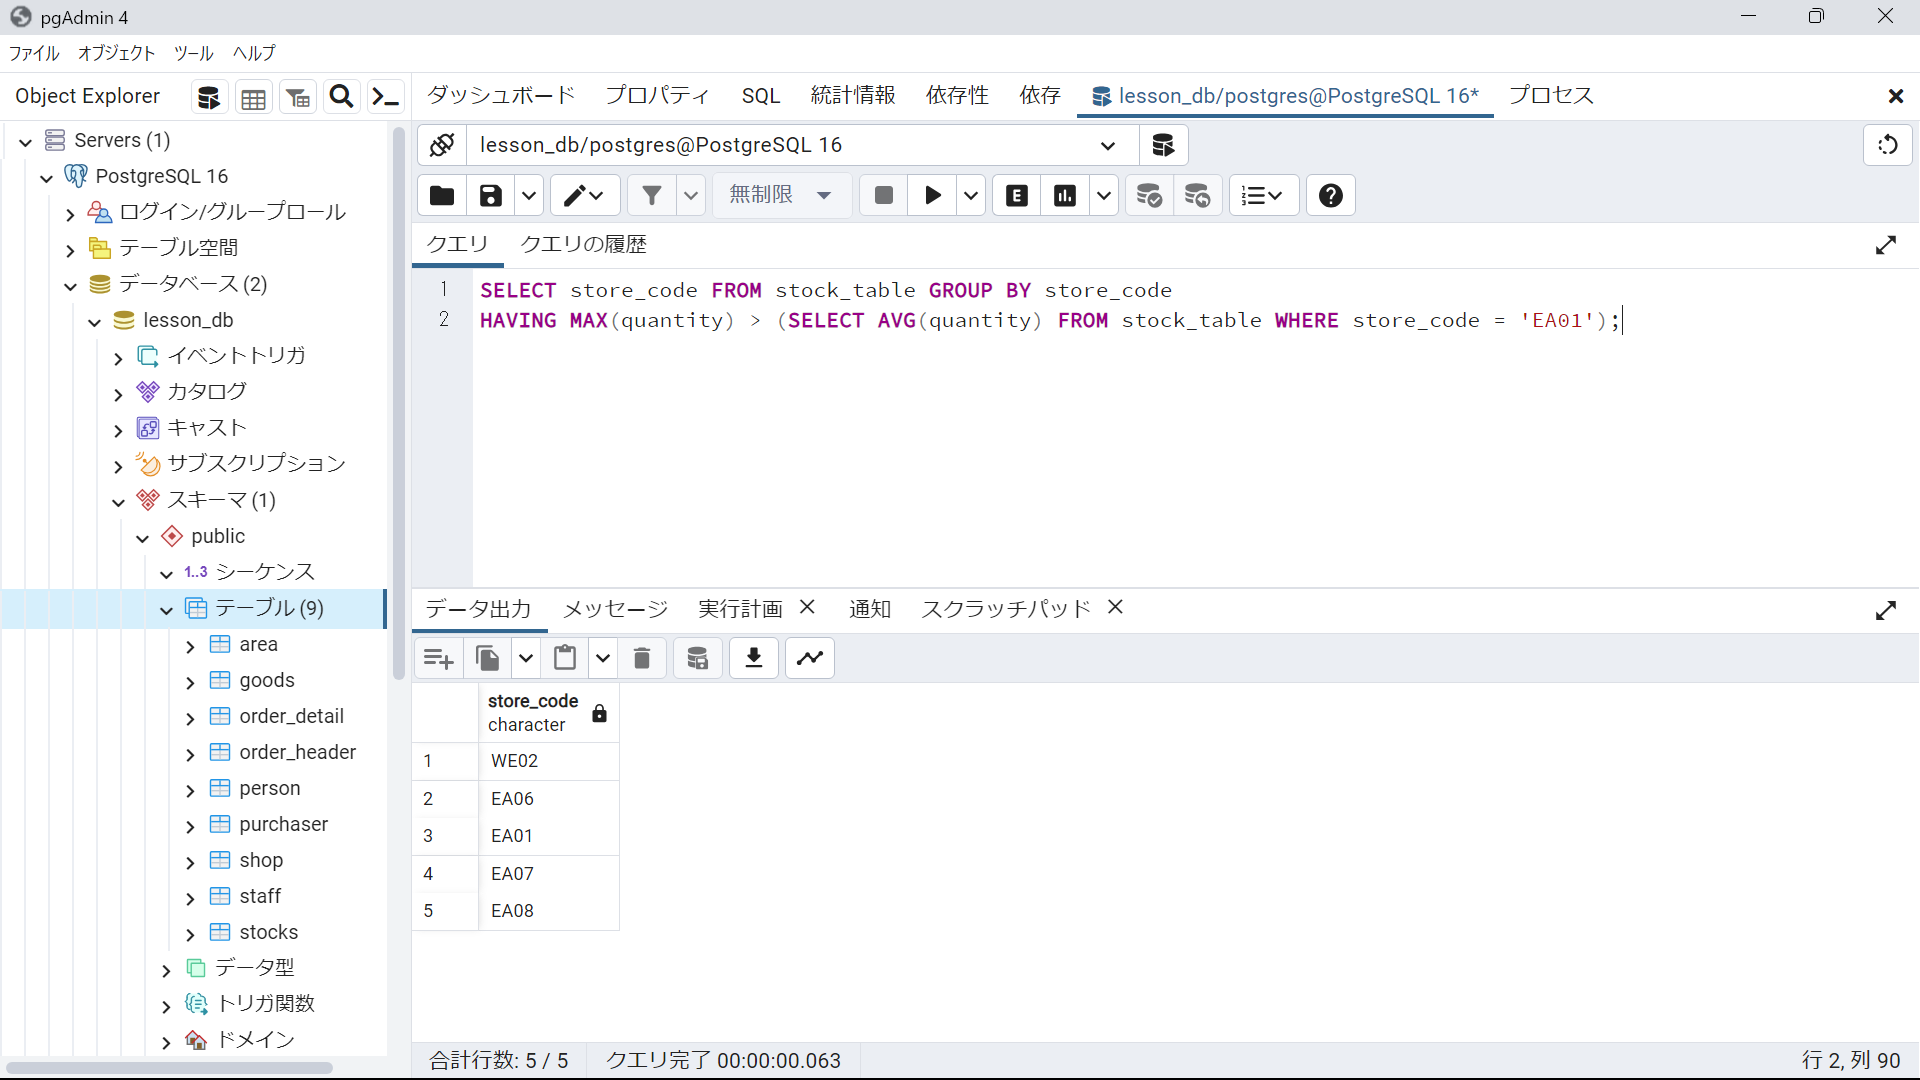 pgAdmin 4
ファイル オブジェクト ツール ヘルプ
Object Explorer
ダッシュボード プロパティ SQL 統計情報 依存性 依存 lesson_db/postgres@PostgreSQL 16* プロセス
Servers (1)
PostgreSQL 16
ログイン/グループロール
テーブル空間
データベース (2)
lesson_db
イベントトリガ
カタログ
キャスト
サブスクリプション
スキーマ (1)
public
1..3 シーケンス
テーブル (9)
area
goods
order_detail
order_header
person
purchaser
shop
staff
stocks
データ型
トリガ関数
ドメイン
lesson_db/postgres@PostgreSQL 16
無制限
E
クエリ クエリの履歴
1 SELECT store_code FROM stock_table GROUP BY store_code
2 HAVING MAX(quantity) > (SELECT AVG(quantity) FROM stock_table WHERE store_code = 'EA01');
データ出力 メッセージ 実行計画 通知 スクラッチパッド
store_code
character
1 WE02
2 EA06
3 EA01
4 EA07
5 EA08
合計行数: 5 / 5 クエリ完了 00:00:00.063 行 2, 列 90